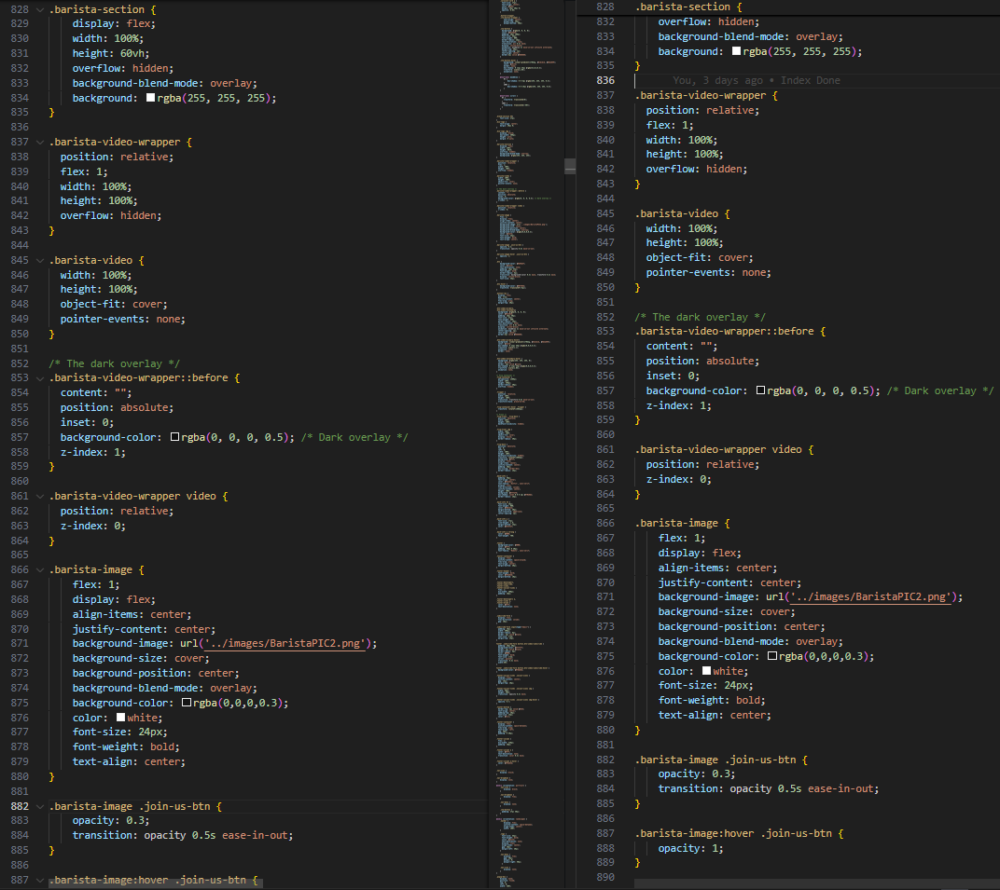 828 .barista-section {
829 display: flex;
830 width: 100%;
831 height: 60vh;
832 overflow: hidden;
833 background-blend-mode: overlay;
834 background: rgba(255, 255, 255);
835 }
836
837 .barista-video-wrapper {
838 position: relative;
839 flex: 1;
840 width: 100%;
841 height: 100%;
842 overflow: hidden;
843 }
844
845 .barista-video {
846 width: 100%;
847 height: 100%;
848 object-fit: cover;
849 pointer-events: none;
850 }
851
852 /* The dark overlay */
853 .barista-video-wrapper::before {
854 content: "";
855 position: absolute;
856 inset: 0;
857 background-color: rgba(0, 0, 0, 0.5); /* Dark overlay */
858 z-index: 1;
859 }
860
861 .barista-video-wrapper video {
862 position: relative;
863 z-index: 0;
864 }
865
866 .barista-image {
867 flex: 1;
868 display: flex;
869 align-items: center;
870 justify-content: center;
871 background-image: url('../images/BaristaPIC2.png');
872 background-size: cover;
873 background-position: center;
874 background-blend-mode: overlay;
875 background-color: rgba(0,0,0,0.3);
876 color: white;
877 font-size: 24px;
878 font-weight: bold;
879 text-align: center;
880 }
881
882 .barista-image .join-us-btn {
883 opacity: 0.3;
884 transition: opacity 0.5s ease-in-out;
885 }
886
887 .barista-image:hover .join-us-btn {
828 .barista-section {
832 overflow: hidden;
833 background-blend-mode: overlay;
834 background: rgba(255, 255, 255);
835 }
836 You, 3 days ago • Index Done
837 .barista-video-wrapper {
838 position: relative;
839 flex: 1;
840 width: 100%;
841 height: 100%;
842 overflow: hidden;
843 }
844
845 .barista-video {
846 width: 100%;
847 height: 100%;
848 object-fit: cover;
849 pointer-events: none;
850 }
851
852 /* The dark overlay */
853 .barista-video-wrapper::before {
854 content: "";
855 position: absolute;
856 inset: 0;
857 background-color: rgba(0, 0, 0, 0.5); /* Dark overlay */
858 z-index: 1;
859 }
860
861 .barista-video-wrapper video {
862 position: relative;
863 z-index: 0;
864 }
865
866 .barista-image {
867 flex: 1;
868 display: flex;
869 align-items: center;
870 justify-content: center;
871 background-image: url('../images/BaristaPIC2.png');
872 background-size: cover;
873 background-position: center;
874 background-blend-mode: overlay;
875 background-color: rgba(0,0,0,0.3);
876 color: white;
877 font-size: 24px;
878 font-weight: bold;
879 text-align: center;
880 }
881
882 .barista-image .join-us-btn {
883 opacity: 0.3;
884 transition: opacity 0.5s ease-in-out;
885 }
886
887 .barista-image:hover .join-us-btn {
888 opacity: 1;
889 }
890